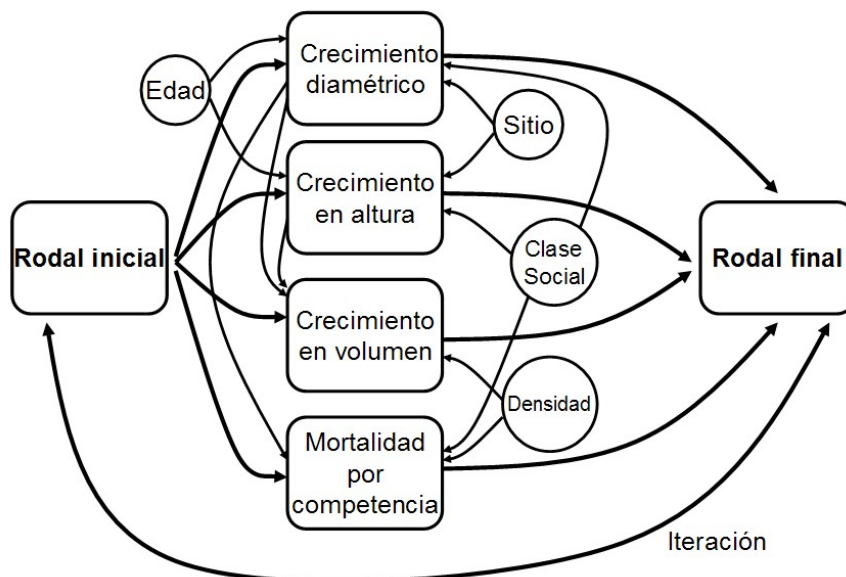 Crecimiento
diamétrico
Edad
Sitio
Crecimiento
en altura
Rodal inicial
Clase
Social
Rodal final
Crecimiento
en volumen
Densidad
Mortalidad
por
competencia
Iteración